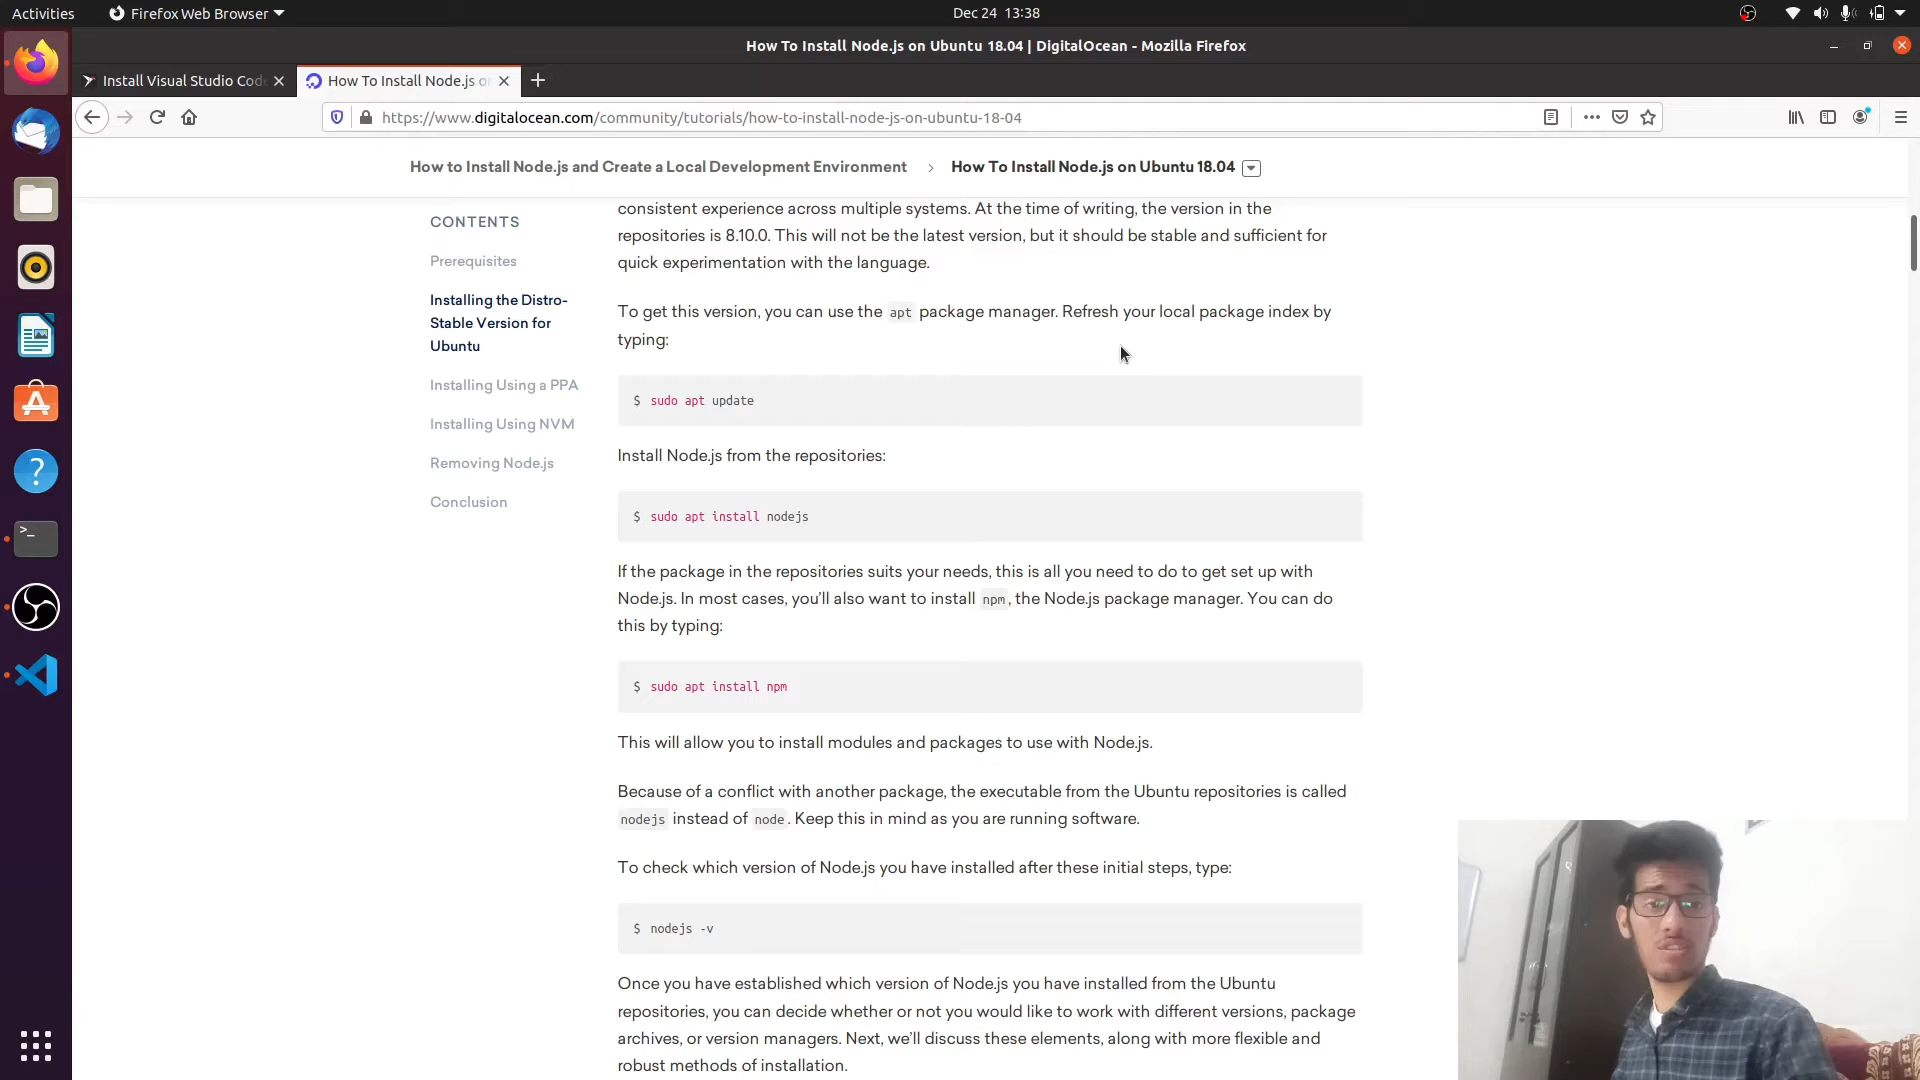 Activities
Firefox Web Browser
Dec 24 13:38
How To Install Node.js on Ubuntu 18.04 | DigitalOcean - Mozilla Firefox
Install Visual Studio Code
How To Install Node.js o
https://www.digitalocean.com/community/tutorials/how-to-install-node-js-on-ubuntu-18-04
How to Install Node.js and Create a Local Development Environment > How To Install Node.js on Ubuntu 18.04
CONTENTS
Prerequisites
Installing the Distro-
Stable Version for
Ubuntu
Installing Using a PPA
Installing Using NVM
Removing Node.js
Conclusion
consistent experience across multiple systems. At the time of writing, the version in the
repositories is 8.10.0. This will not be the latest version, but it should be stable and sufficient for
quick experimentation with the language.
To get this version, you can use the apt package manager. Refresh your local package index by
typing:
$ sudo apt update
Install Node.js from the repositories:
$ sudo apt install nodejs
If the package in the repositories suits your needs, this is all you need to do to get set up with
Node.js. In most cases, you'll also want to install npm, the Node.js package manager. You can do
this by typing:
$ sudo apt install npm
This will allow you to install modules and packages to use with Node.js.
Because of a conflict with another package, the executable from the Ubuntu repositories is called
nodejs instead of node. Keep this in mind as you are running software.
To check which version of Node.js you have installed after these initial steps, type:
$ nodejs -v
Once you have established which version of Node.js you have installed from the Ubuntu
repositories, you can decide whether or not you would like to work with different versions, package
archives, or version managers. Next, we'll discuss these elements, along with more flexible and
robust methods of installation.